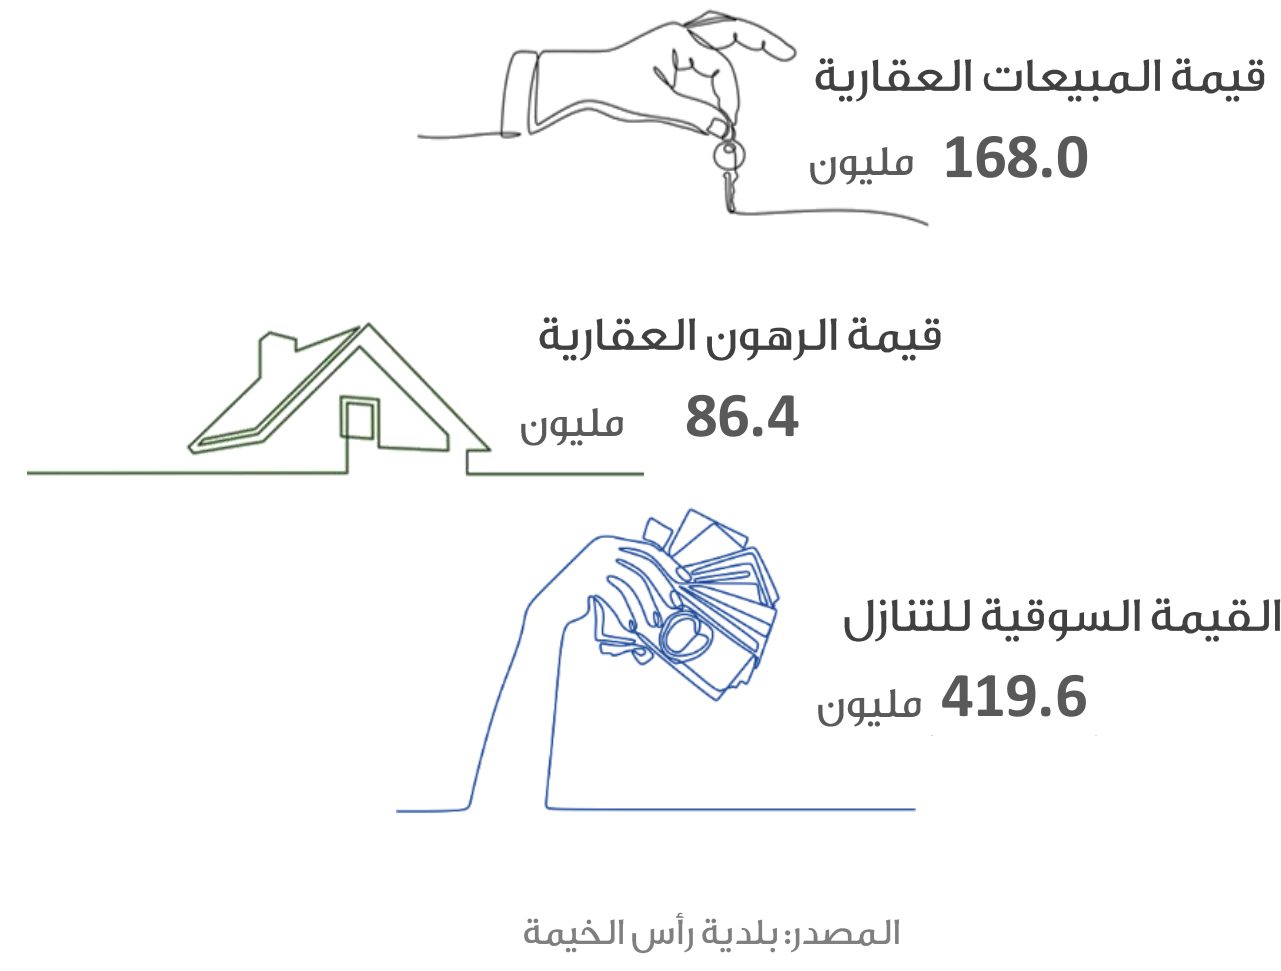 قيمة المبيعات العقارية
168.0 مليون
قيمة الرهون العقارية
86.4 مليون
القيمة السوقية للتنازل
419.6 مليون
المصدر: بلدية رأس الخيمة